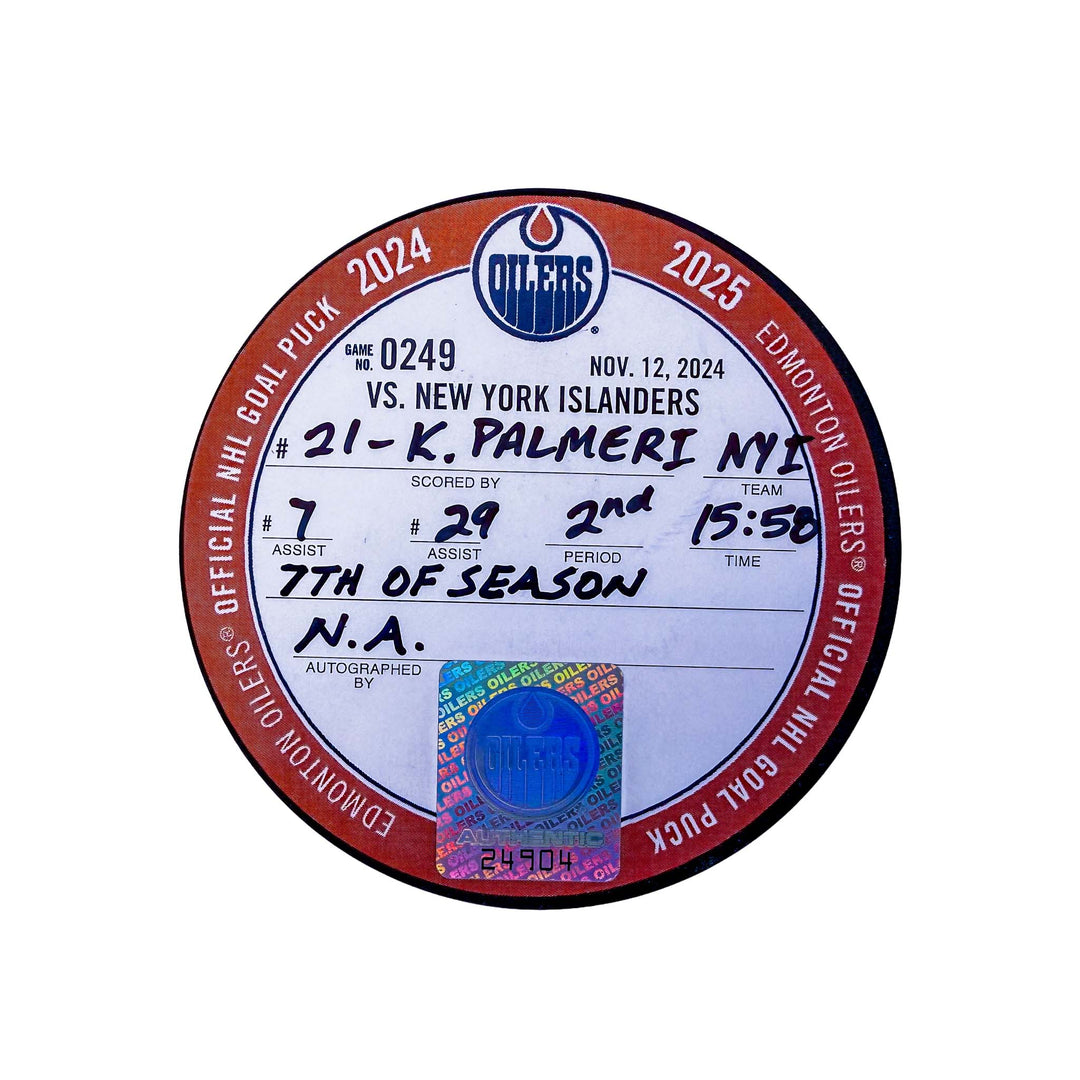 2024 2025
EDMONTON OILERS® OFFICIAL NHL GOAL PUCK
EDMONTON OILERS® OFFICIAL NHL GOAL PUCK
OILERS ®
GAME NO. 0249 NOV. 12, 2024
VS. NEW YORK ISLANDERS
# 21-K. PALMERI NYI
SCORED BY TEAM
# 7 # 29 2nd 15:58
ASSIST ASSIST PERIOD TIME
7TH OF SEASON
N.A.
AUTOGRAPHED
BY
OILERS
AUTHENTIC
24904